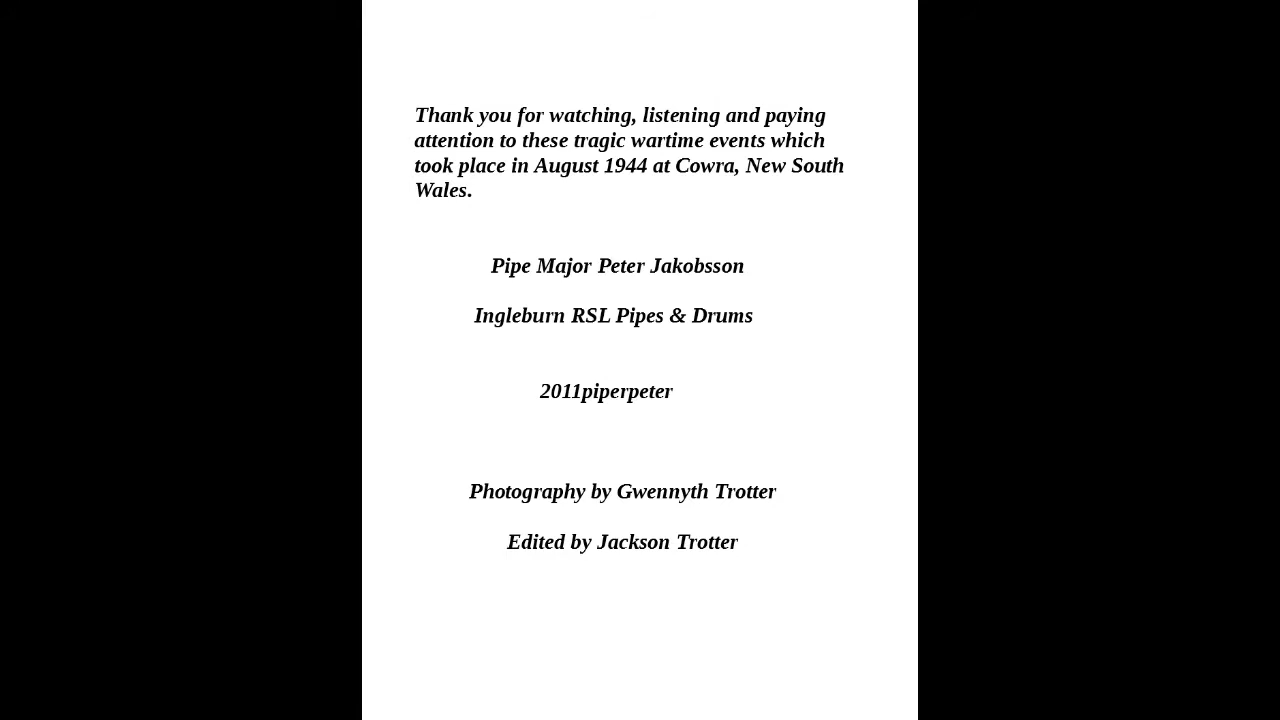 Thank you for watching, listening and paying
attention to these tragic wartime events which
took place in August 1944 at Cowra, New South
Wales.
Pipe Major Peter Jakobsson
Ingleburn RSL Pipes & Drums
2011piperpeter
Photography by Gwennyth Trotter
Edited by Jackson Trotter